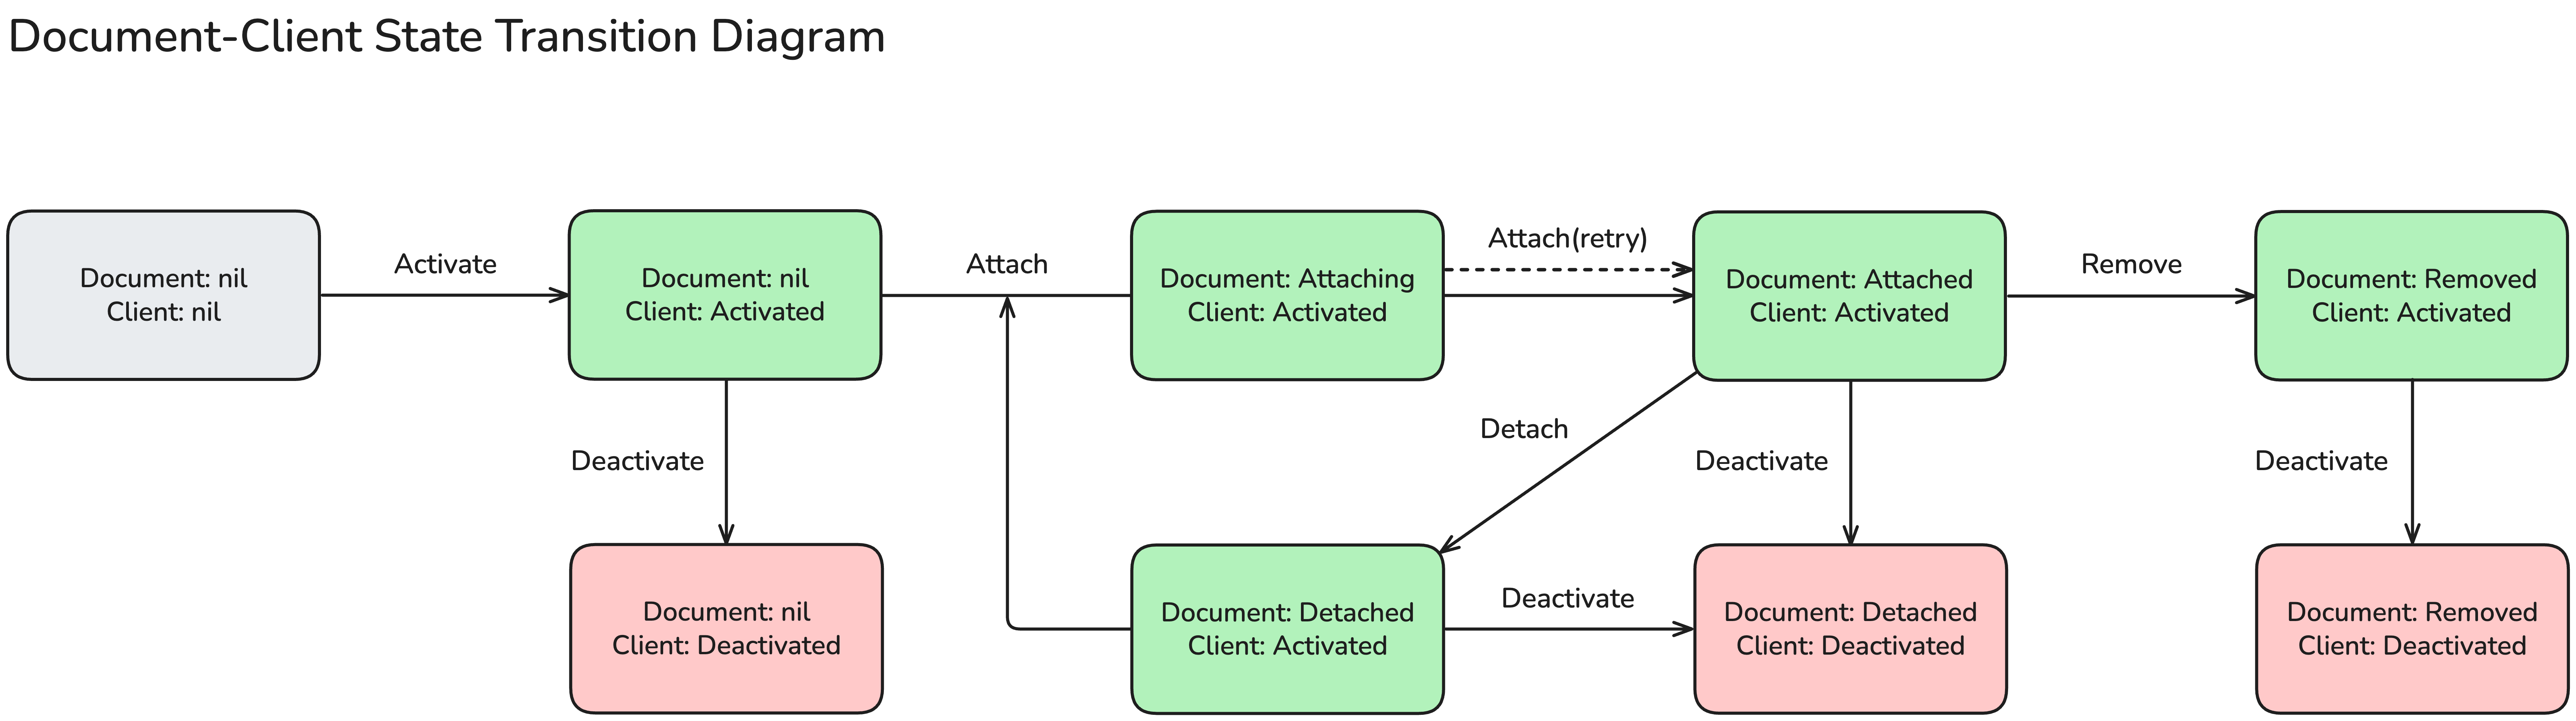 Document-Client State Transition Diagram
Document: nil
Client: nil
Activate
Document: nil
Client: Activated
Attach
Document: Attaching
Client: Activated
Attach(retry)
Document: Attached
Client: Activated
Remove
Document: Removed
Client: Activated
Deactivate
Detach
Deactivate
Deactivate
Document: nil
Client: Deactivated
Document: Detached
Client: Activated
Deactivate
Document: Detached
Client: Deactivated
Document: Removed
Client: Deactivated